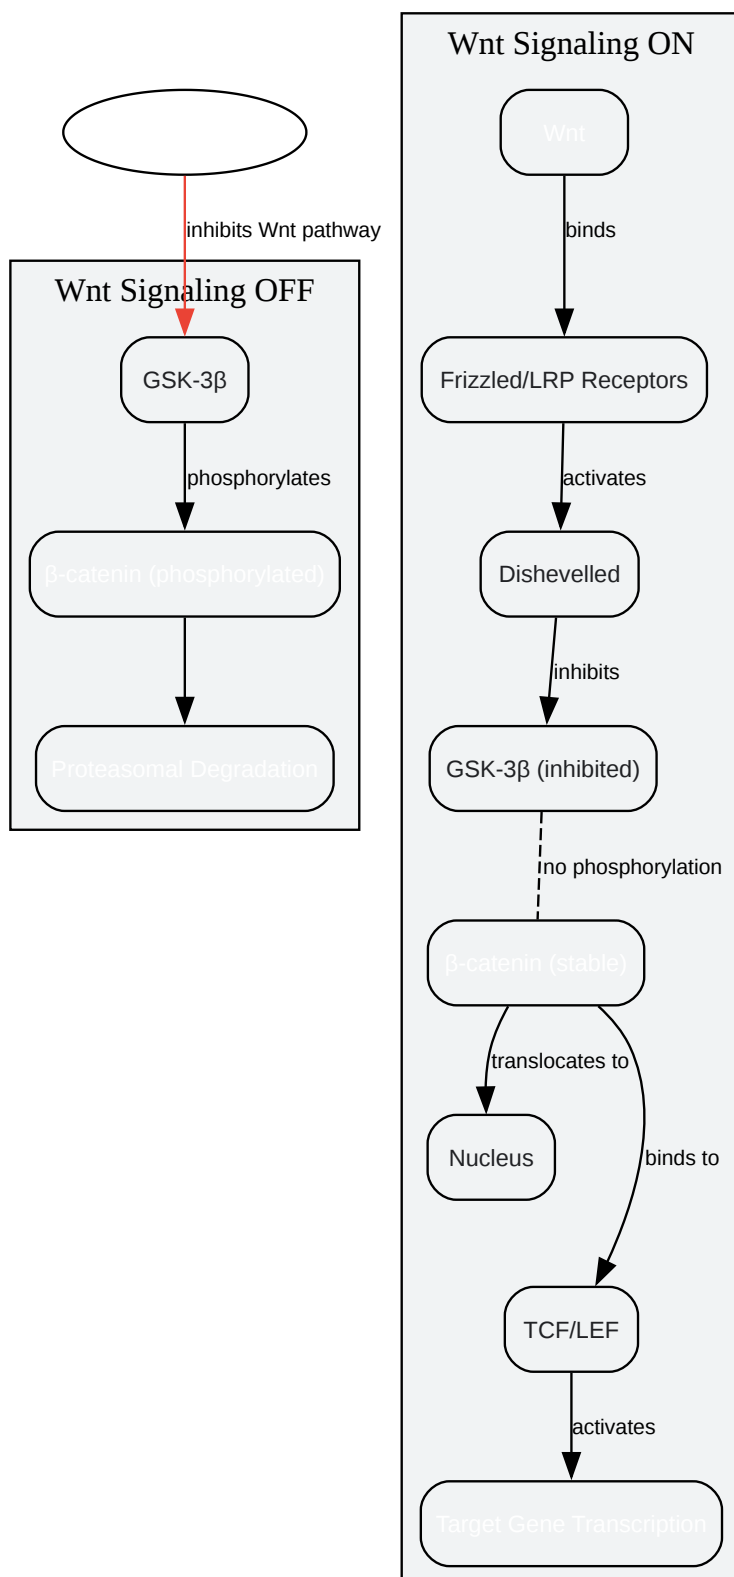 Wnt Signaling ON
Wnt
inhibits Wnt pathway
binds
Wnt Signaling OFF
GSK-3β
Frizzled/LRP Receptors
phosphorylates
activates
β-catenin (phosphorylated)
Dishevelled
inhibits
Proteasomal Degradation
GSK-3β (inhibited)
no phosphorylation
β-catenin (stable)
translocates to
Nucleus
binds to
TCF/LEF
activates
Target Gene Transcription